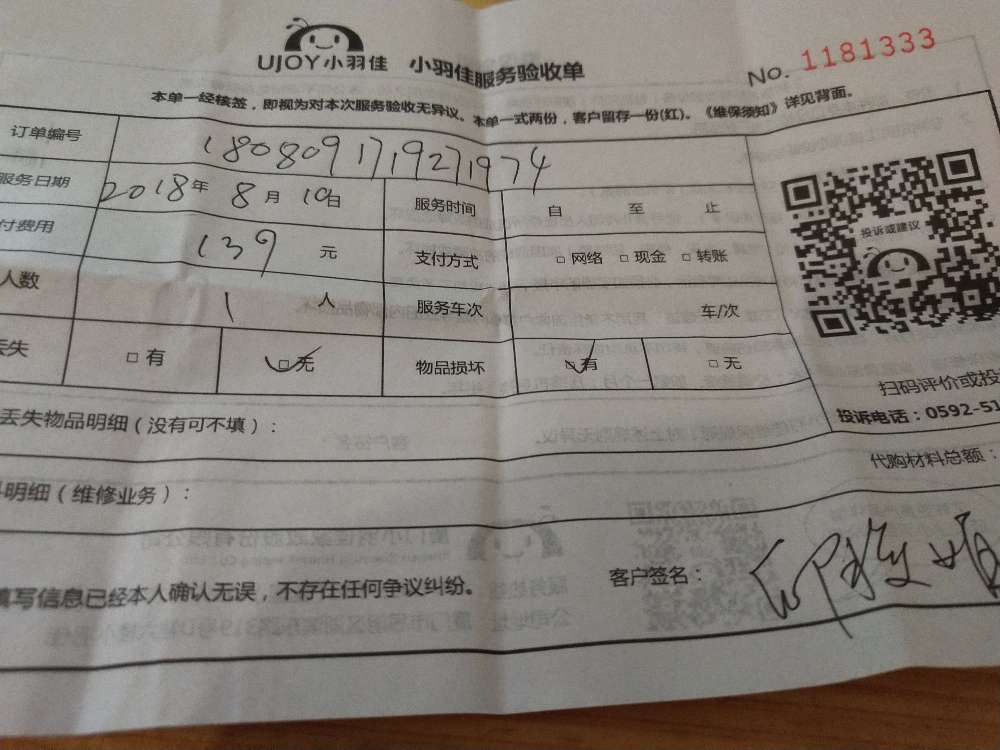 UJOY小羽佳 小羽佳服务验收单
No. 1181333
本单一经核签，即视为对本次服务验收无异议。本单一式两份，客户留存一份(红)。《维保须知》详见背面。
订单编号 180809171927 1974
服务日期 2018年 8月 10日 服务时间 自 至 止
付费用 139 元 支付方式 □网络 □现金 □转账
人数 1 人 服务车次 车/次
丢失 □有 □无 物品损坏 □有 □无
投诉或建议
扫码评价或投
投诉电话：0592-51
丢失物品明细（没有可不填）：
代购材料总额：
明细（维修业务）：
填写信息已经本人确认无误，不存在任何争议纠纷。
客户签名：